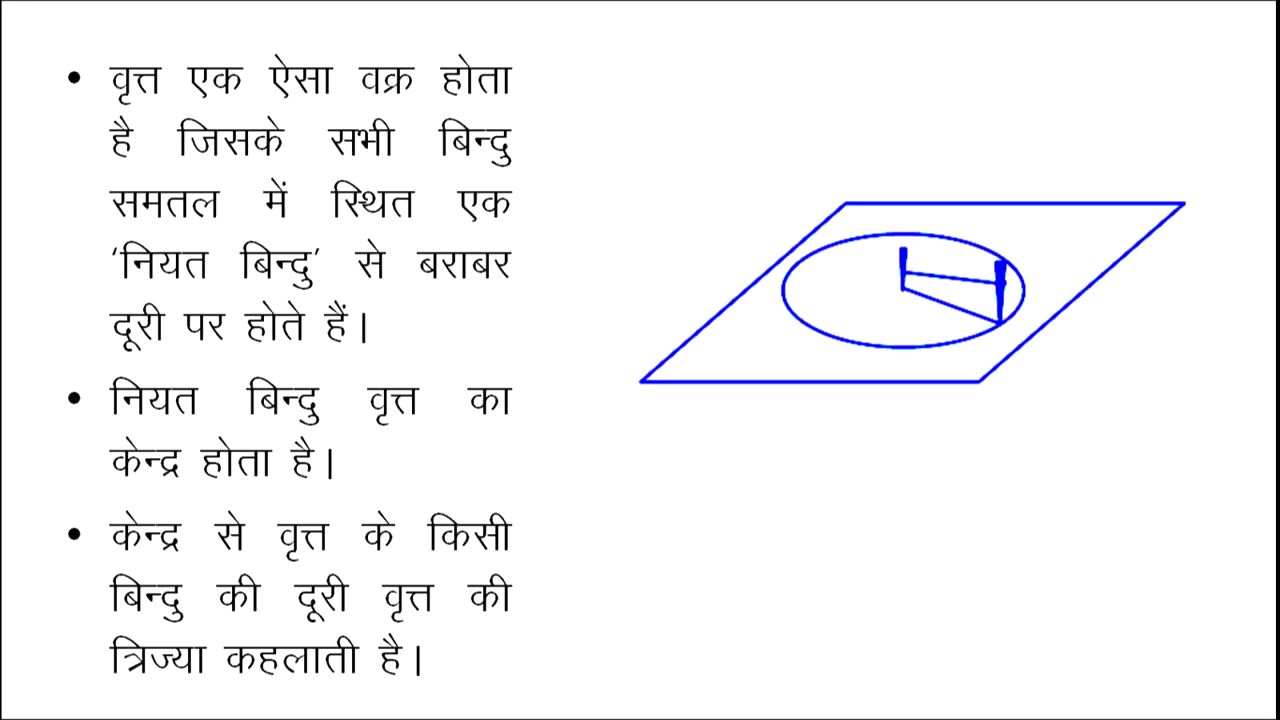 • वृत्त एक ऐसा वक्र होता
है जिसके सभी बिन्दु
समतल में स्थित एक
‘नियत बिन्दु’ से बराबर
दूरी पर होते हैं।
• नियत बिन्दु वृत्त का
केन्द्र होता है।
• केन्द्र से वृत्त के किसी
बिन्दु की दूरी वृत्त की
त्रिज्या कहलाती है।